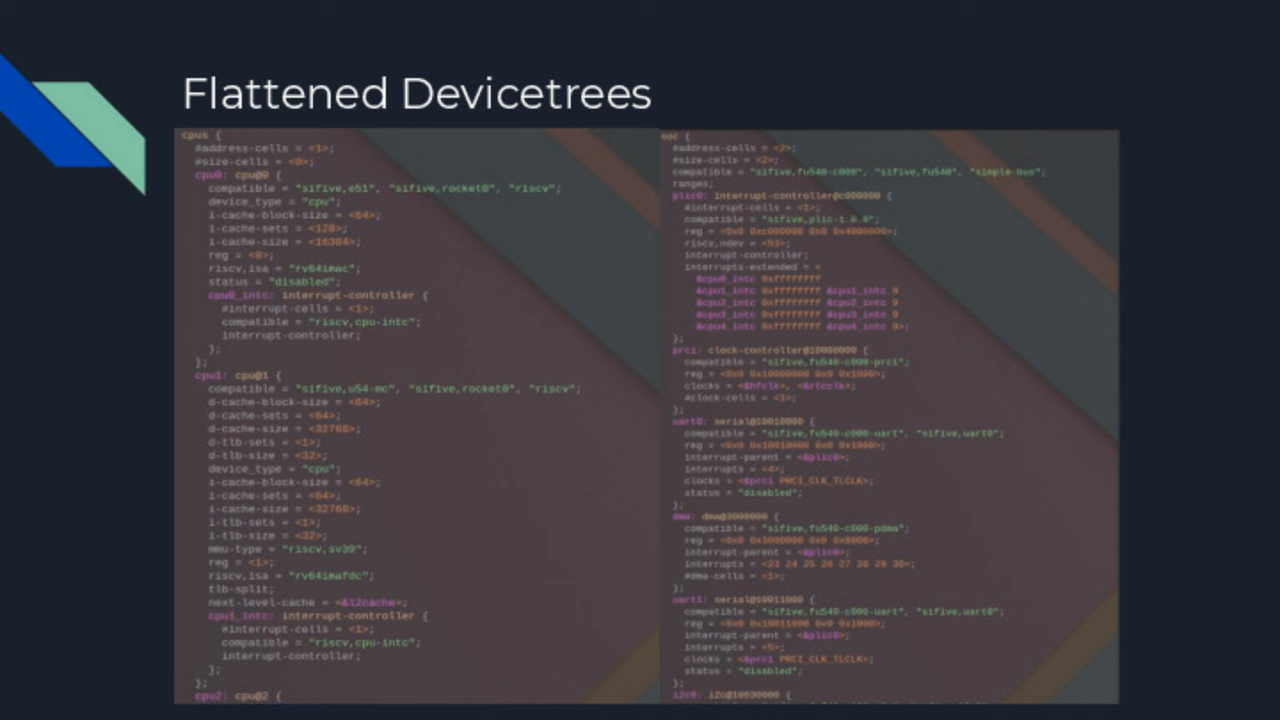 Flattened Devicetrees
cpus {
#address-cells = <1>;
#size-cells = <0>;
cpu0: cpu@0 {
compatible = "sifive,e51", "sifive,rocket0", "riscv";
device_type = "cpu";
i-cache-block-size = <64>;
i-cache-sets = <128>;
i-cache-size = <16384>;
reg = <0>;
riscv,isa = "rv64imac";
status = "disabled";
cpu0_intc: interrupt-controller {
#interrupt-cells = <1>;
compatible = "riscv,cpu-intc";
interrupt-controller;
};
};
cpu1: cpu@1 {
compatible = "sifive,u54-mc", "sifive,rocket0", "riscv";
d-cache-block-size = <64>;
d-cache-sets = <64>;
d-cache-size = <32768>;
d-tlb-sets = <1>;
d-tlb-size = <32>;
device_type = "cpu";
i-cache-block-size = <64>;
i-cache-sets = <64>;
i-cache-size = <32768>;
i-tlb-sets = <1>;
i-tlb-size = <32>;
mmu-type = "riscv,sv39";
reg = <1>;
riscv,isa = "rv64imafdc";
tlb-split;
next-level-cache = <&l2cache>;
cpu1_intc: interrupt-controller {
#interrupt-cells = <1>;
compatible = "riscv,cpu-intc";
interrupt-controller;
};
};
cpu2: cpu@2 {
soc {
#address-cells = <2>;
#size-cells = <2>;
compatible = "sifive,fu540-c000", "sifive,fu540", "simple-bus";
ranges;
plic0: interrupt-controller@c000000 {
#interrupt-cells = <1>;
compatible = "sifive,plic-1.0.0";
reg = <0x0 0xc000000 0x0 0x4000000>;
riscv,ndev = <53>;
interrupt-controller;
interrupts-extended = <
&cpu0_intc 0xffffffff
&cpu1_intc 0xffffffff &cpu1_intc 9
&cpu2_intc 0xffffffff &cpu2_intc 9
&cpu3_intc 0xffffffff &cpu3_intc 9
&cpu4_intc 0xffffffff &cpu4_intc 9>;
};
prci: clock-controller@10000000 {
compatible = "sifive,fu540-c000-prci";
reg = <0x0 0x10000000 0x0 0x1000>;
clocks = <&hfclk>, <&rtcclk>;
#clock-cells = <1>;
};
uart0: serial@10010000 {
compatible = "sifive,fu540-c000-uart", "sifive,uart0";
reg = <0x0 0x10010000 0x0 0x1000>;
interrupt-parent = <&plic0>;
interrupts = <4>;
clocks = <&prci PRCI_CLK_TLCLK>;
status = "disabled";
};
dma: dma@3000000 {
compatible = "sifive,fu540-c000-pdma";
reg = <0x0 0x3000000 0x0 0x8000>;
interrupt-parent = <&plic0>;
interrupts = <23 24 25 26 27 28 29 30>;
#dma-cells = <1>;
};
uart1: serial@10011000 {
compatible = "sifive,fu540-c000-uart", "sifive,uart0";
reg = <0x0 0x10011000 0x0 0x1000>;
interrupt-parent = <&plic0>;
interrupts = <5>;
clocks = <&prci PRCI_CLK_TLCLK>;
status = "disabled";
};
i2c0: i2c@10030000 {